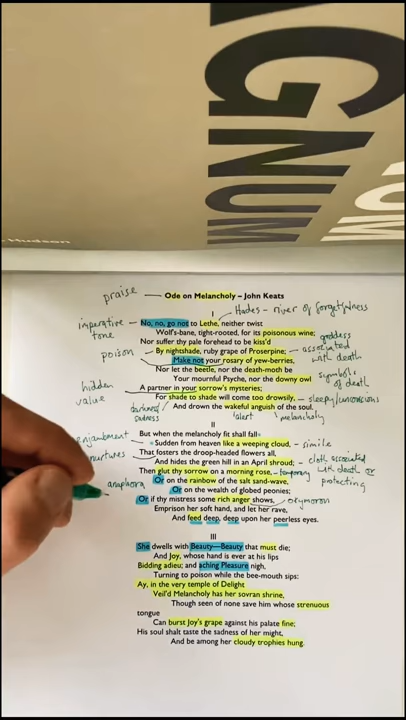 AGNUM
GNUM
UM
Hudson
praise — Ode on Melancholy – John Keats
I
Hades - river of forgetfulness
imperative tone
No, no, go not to Lethe, neither twist
Wolf's-bane, tight-rooted, for its poisonous wine;
Nor suffer thy pale forehead to be kiss'd
goddess associated with death
poison
By nightshade, ruby grape of Proserpine;
Make not your rosary of yew-berries,
Nor let the beetle, nor the death-moth be
symbols of death
Your mournful Psyche, nor the downy owl
hidden value
A partner in your sorrow's mysteries;
For shade to shade will come too drowsily, - sleepy/unconscious
And drown the wakeful anguish of the soul.
darkness/sadness
alert
melancholy
II
But when the melancholy fit shall fall
enjambment
Sudden from heaven like a weeping cloud, - simile
nurtures
That fosters the droop-headed flowers all,
And hides the green hill in an April shroud; - cloth associated with death or protecting
Then glut thy sorrow on a morning rose, - temporary
anaphora
Or on the rainbow of the salt sand-wave,
Or on the wealth of globed peonies;
Or if thy mistress some rich anger shows, - oxymoron
Emprison her soft hand, and let her rave,
And feed deep, deep upon her peerless eyes.
III
She dwells with Beauty—Beauty that must die;
And Joy, whose hand is ever at his lips
Bidding adieu; and aching Pleasure nigh,
Turning to poison while the bee-mouth sips:
Ay, in the very temple of Delight
Veil'd Melancholy has her sovran shrine,
Though seen of none save him whose strenuous
tongue
Can burst Joy's grape against his palate fine;
His soul shalt taste the sadness of her might,
And be among her cloudy trophies hung.